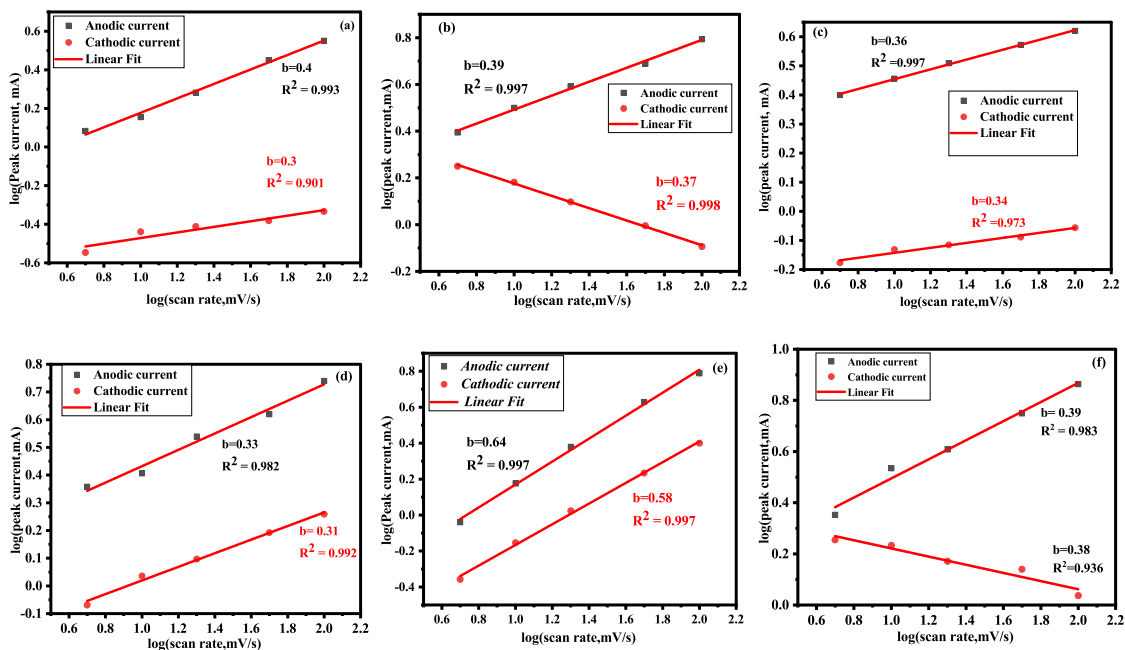 (a)
Anodic current
Cathodic current
Linear Fit
b=0.4
R² = 0.993
b=0.3
R² = 0.901
log(Peak current, mA)
0.6
0.4
0.2
0.0
-0.2
-0.4
-0.6
0.6 0.8 1.0 1.2 1.4 1.6 1.8 2.0 2.2
log(scan rate,mV/s)
(b)
b=0.39
R² = 0.997
Anodic current
Cathodic current
Linear Fit
b=0.37
R² = 0.998
log(peak current,mA)
0.8
0.6
0.4
0.2
0.0
-0.2
0.6 0.8 1.0 1.2 1.4 1.6 1.8 2.0 2.2
log(scan rate,mV/s)
(c)
b=0.36
R² =0.997
Anodic current
Cathodic current
Linear Fit
b=0.34
R² =0.973
log(peak current, mA)
0.6
0.5
0.4
0.3
0.2
0.1
0.0
-0.1
-0.2
0.6 0.8 1.0 1.2 1.4 1.6 1.8 2.0 2.2
log(scan rate,mV/s)
(d)
Anodic current
Cathodic current
Linear Fit
b=0.33
R² =0.982
b= 0.31
R² = 0.992
log(peak current,mA)
0.8
0.7
0.6
0.5
0.4
0.3
0.2
0.1
0.0
-0.1
0.6 0.8 1.0 1.2 1.4 1.6 1.8 2.0 2.2
log(scan rate,mV/s)
(e)
Anodic current
Cathodic current
Linear Fit
b=0.64
R² = 0.997
b=0.58
R² =0.997
log(Peak current,mA)
0.8
0.6
0.4
0.2
0.0
-0.2
-0.4
0.6 0.8 1.0 1.2 1.4 1.6 1.8 2.0 2.2
log(scan rate,mV/s)
(f)
Anodic current
Cathodic current
Linear Fit
b= 0.39
R² = 0.983
b=0.38
R²=0.936
log(peak current,mA)
1.0
0.8
0.6
0.4
0.2
0.0
0.6 0.8 1.0 1.2 1.4 1.6 1.8 2.0 2.2
log(scan rate,mV/s)